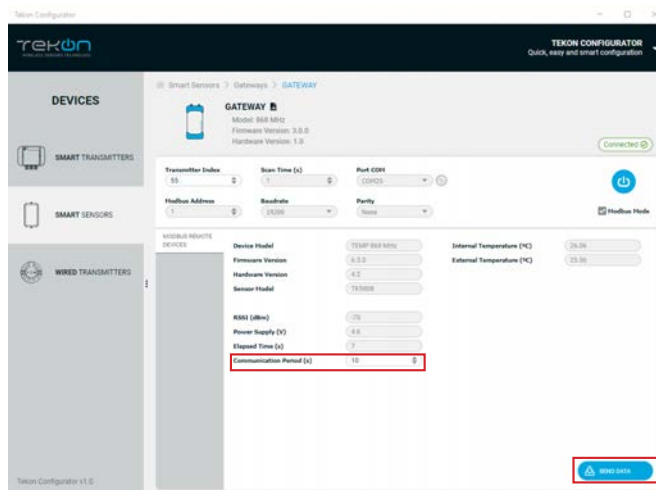 Tekon Configurator
TEKON
WIRELESS SENSORS TECHNOLOGY
TEKON CONFIGURATOR
Quick, easy and smart configuration
DEVICES
SMART TRANSMITTERS
SMART SENSORS
WIRED TRANSMITTERS
Smart Sensors > Gateways > GATEWAY
GATEWAY
Model: 868 MHz
Firmware Version: 3.0.0
Hardware Version: 1.0
Connected
Transmitter Index
55
Scan Time (s)
1
Port COM
COM25
Modbus Address
1
Baudrate
19200
Parity
None
Modbus Mode
MODBUS REMOTE
DEVICES
Device Model
TEMP 868 MHz
Internal Temperature (ºC)
26.06
Firmware Version
6.3.0
External Temperature (ºC)
Hardware Version
4.2
Sensor Model
RSSI (dBm)
-70
Power Supply (V)
4.6
Elapsed Time (s)
7
Communication Period (s)
10
SEND DATA
Tekon Configurator v1.0